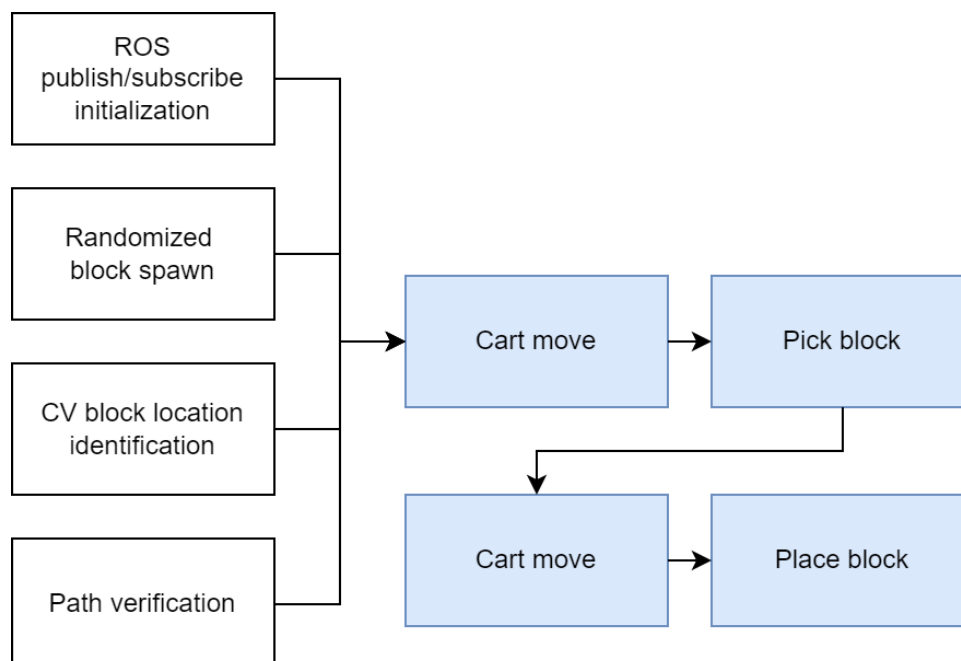 ROS
publish/subscribe
initialization
Randomized
block spawn
CV block location
identification
Path verification
Cart move
Pick block
Cart move
Place block